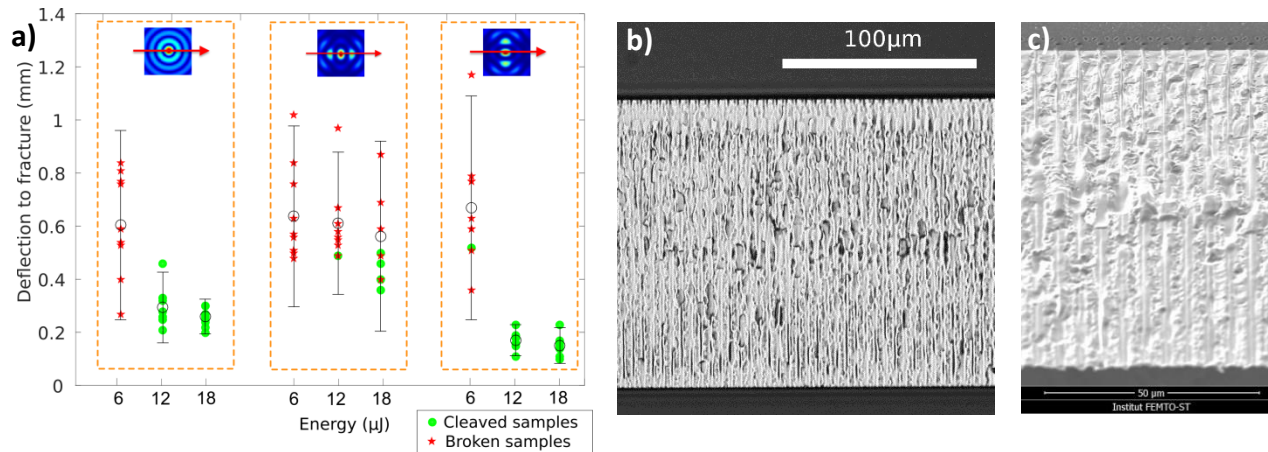 a)
Deflection to fracture (mm)
1.4
1.2
1
0.8
0.6
0.4
0.2
0
6 12 18 6 12 18 6 12 18
Energy (µJ)
Cleaved samples
Broken samples
b)
100µm
c)
50 µm
Institut FEMTO-ST